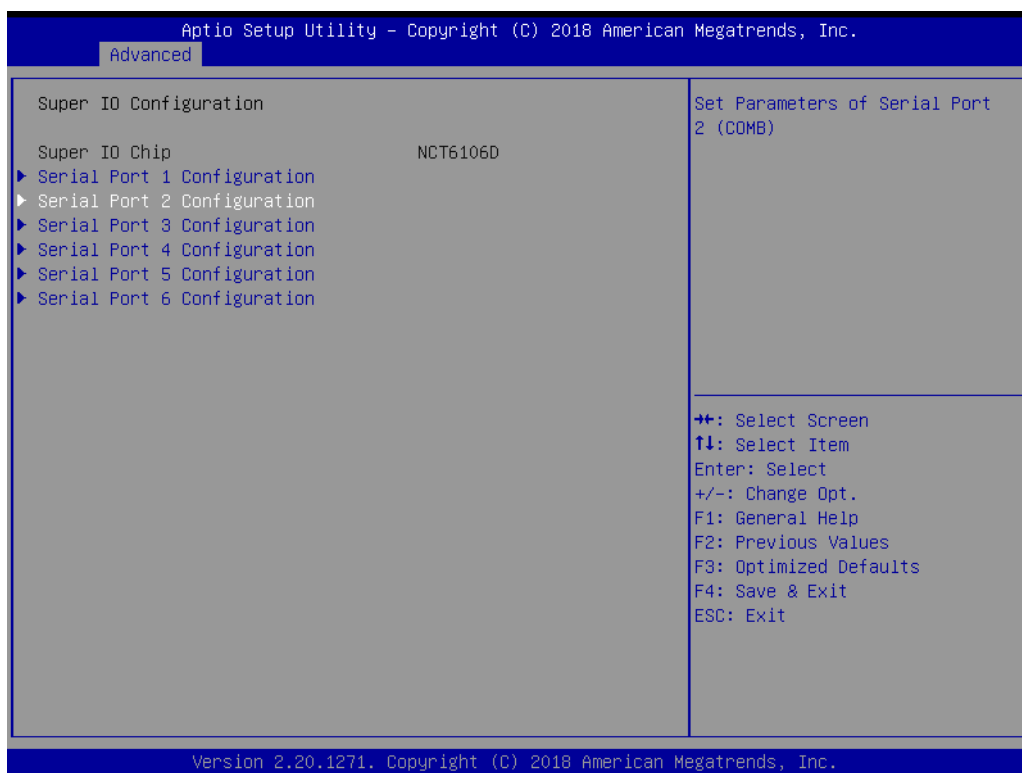 Aptio Setup Utility – Copyright (C) 2018 American Megatrends, Inc.
Advanced
Super IO Configuration
Super IO Chip NCT6106D
Serial Port 1 Configuration
Serial Port 2 Configuration
Serial Port 3 Configuration
Serial Port 4 Configuration
Serial Port 5 Configuration
Serial Port 6 Configuration
Set Parameters of Serial Port
2 (COMB)
→←: Select Screen
↑↓: Select Item
Enter: Select
+/-: Change Opt.
F1: General Help
F2: Previous Values
F3: Optimized Defaults
F4: Save & Exit
ESC: Exit
Version 2.20.1271. Copyright (C) 2018 American Megatrends, Inc.